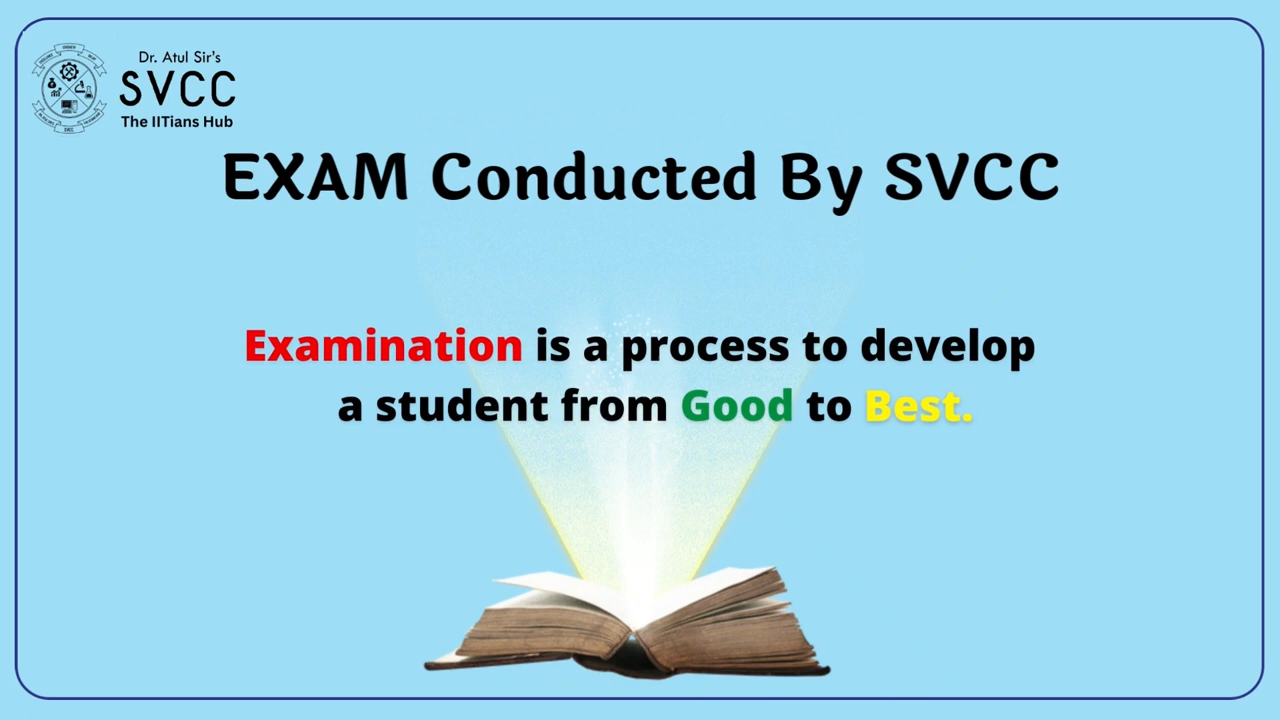 Dr. Atul Sir's
SVCC
The IITians Hub
EXAM Conducted By SVCC
Examination is a process to develop
a student from Good to Best.